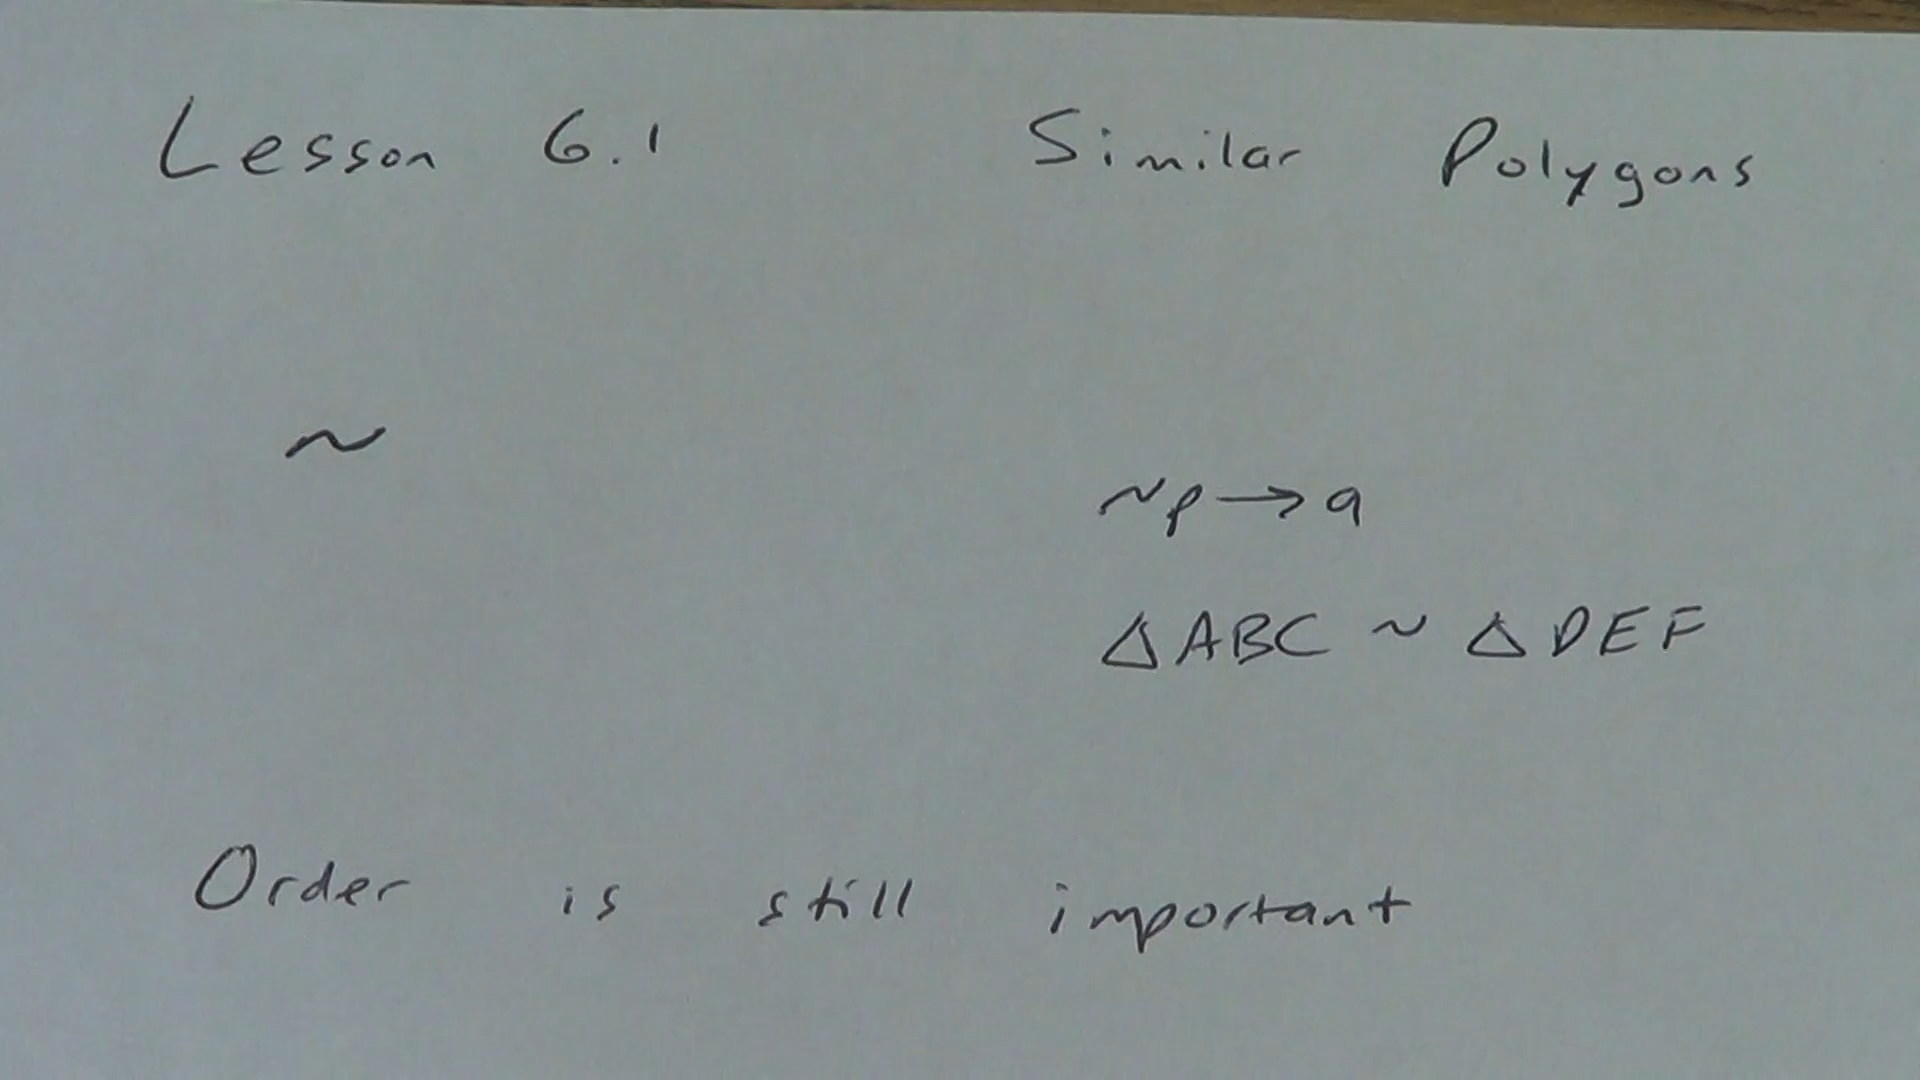 Lesson 6.1 Similar Polygons
~
~p→q
△ABC ~ △DEF
Order is still important